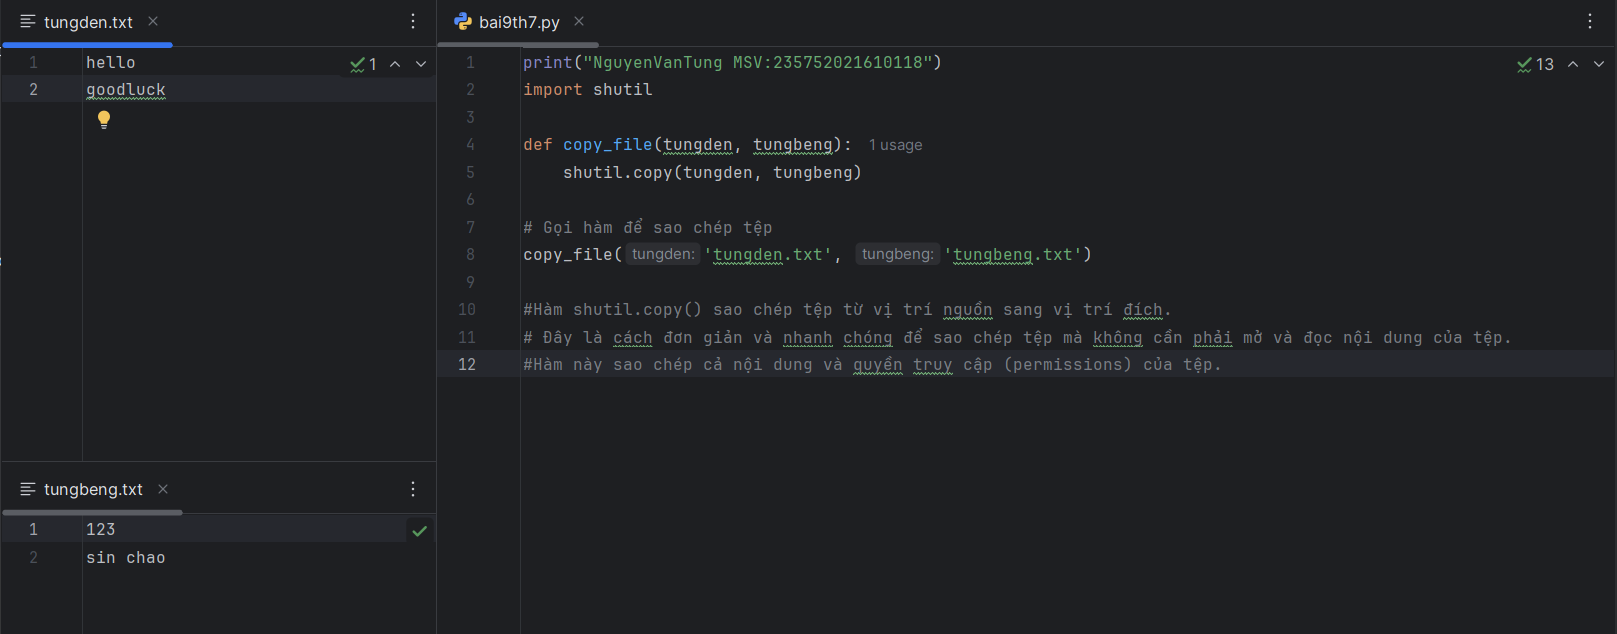 tungden.txt
1 hello
2 goodluck
1
tungbeng.txt
1 123
2 sin chao
bai9th7.py
13
1 print("NguyenVanTung MSV:235752021610118")
2 import shutil
3
4 def copy_file(tungden, tungbeng): 1 usage
5 shutil.copy(tungden, tungbeng)
6
7 # Gọi hàm để sao chép tệp
8 copy_file( tungden: 'tungden.txt', tungbeng: 'tungbeng.txt')
9
10 #Hàm shutil.copy() sao chép tệp từ vị trí nguồn sang vị trí đích.
11 # Đây là cách đơn giản và nhanh chóng để sao chép tệp mà không cần phải mở và đọc nội dung của tệp.
12 #Hàm này sao chép cả nội dung và quyền truy cập (permissions) của tệp.